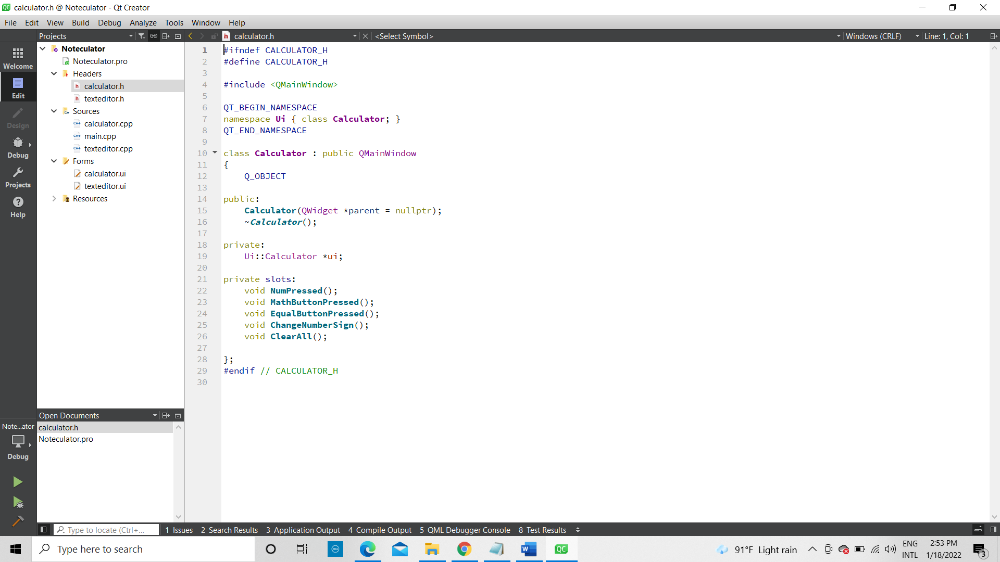 calculator.h @ Noteculator - Qt Creator
File Edit View Build Debug Analyze Tools Window Help
Projects
calculator.h
<Select Symbol>
Windows (CRLF)
Line: 1, Col: 1
Welcome
Edit
Design
Debug
Projects
Help
Noteculator
Noteculator.pro
Headers
calculator.h
texteditor.h
Sources
calculator.cpp
main.cpp
texteditor.cpp
Forms
calculator.ui
texteditor.ui
Resources
1 #ifndef CALCULATOR_H
2 #define CALCULATOR_H
3
4 #include <QMainWindow>
5
6 QT_BEGIN_NAMESPACE
7 namespace Ui { class Calculator; }
8 QT_END_NAMESPACE
9
10 class Calculator : public QMainWindow
11 {
12     Q_OBJECT
13
14 public:
15     Calculator(QWidget *parent = nullptr);
16     ~Calculator();
17
18 private:
19     Ui::Calculator *ui;
20
21 private slots:
22     void NumPressed();
23     void MathButtonPressed();
24     void EqualButtonPressed();
25     void ChangeNumberSign();
26     void ClearAll();
27
28 };
29 #endif // CALCULATOR_H
30
Open Documents
calculator.h
Noteculator.pro
Note...ator
Debug
Type to locate (Ctrl+...
1 Issues 2 Search Results 3 Application Output 4 Compile Output 5 QML Debugger Console 8 Test Results
Type here to search
DELL
W
QC
91°F Light rain
ENG
INTL
2:53 PM
1/18/2022
3